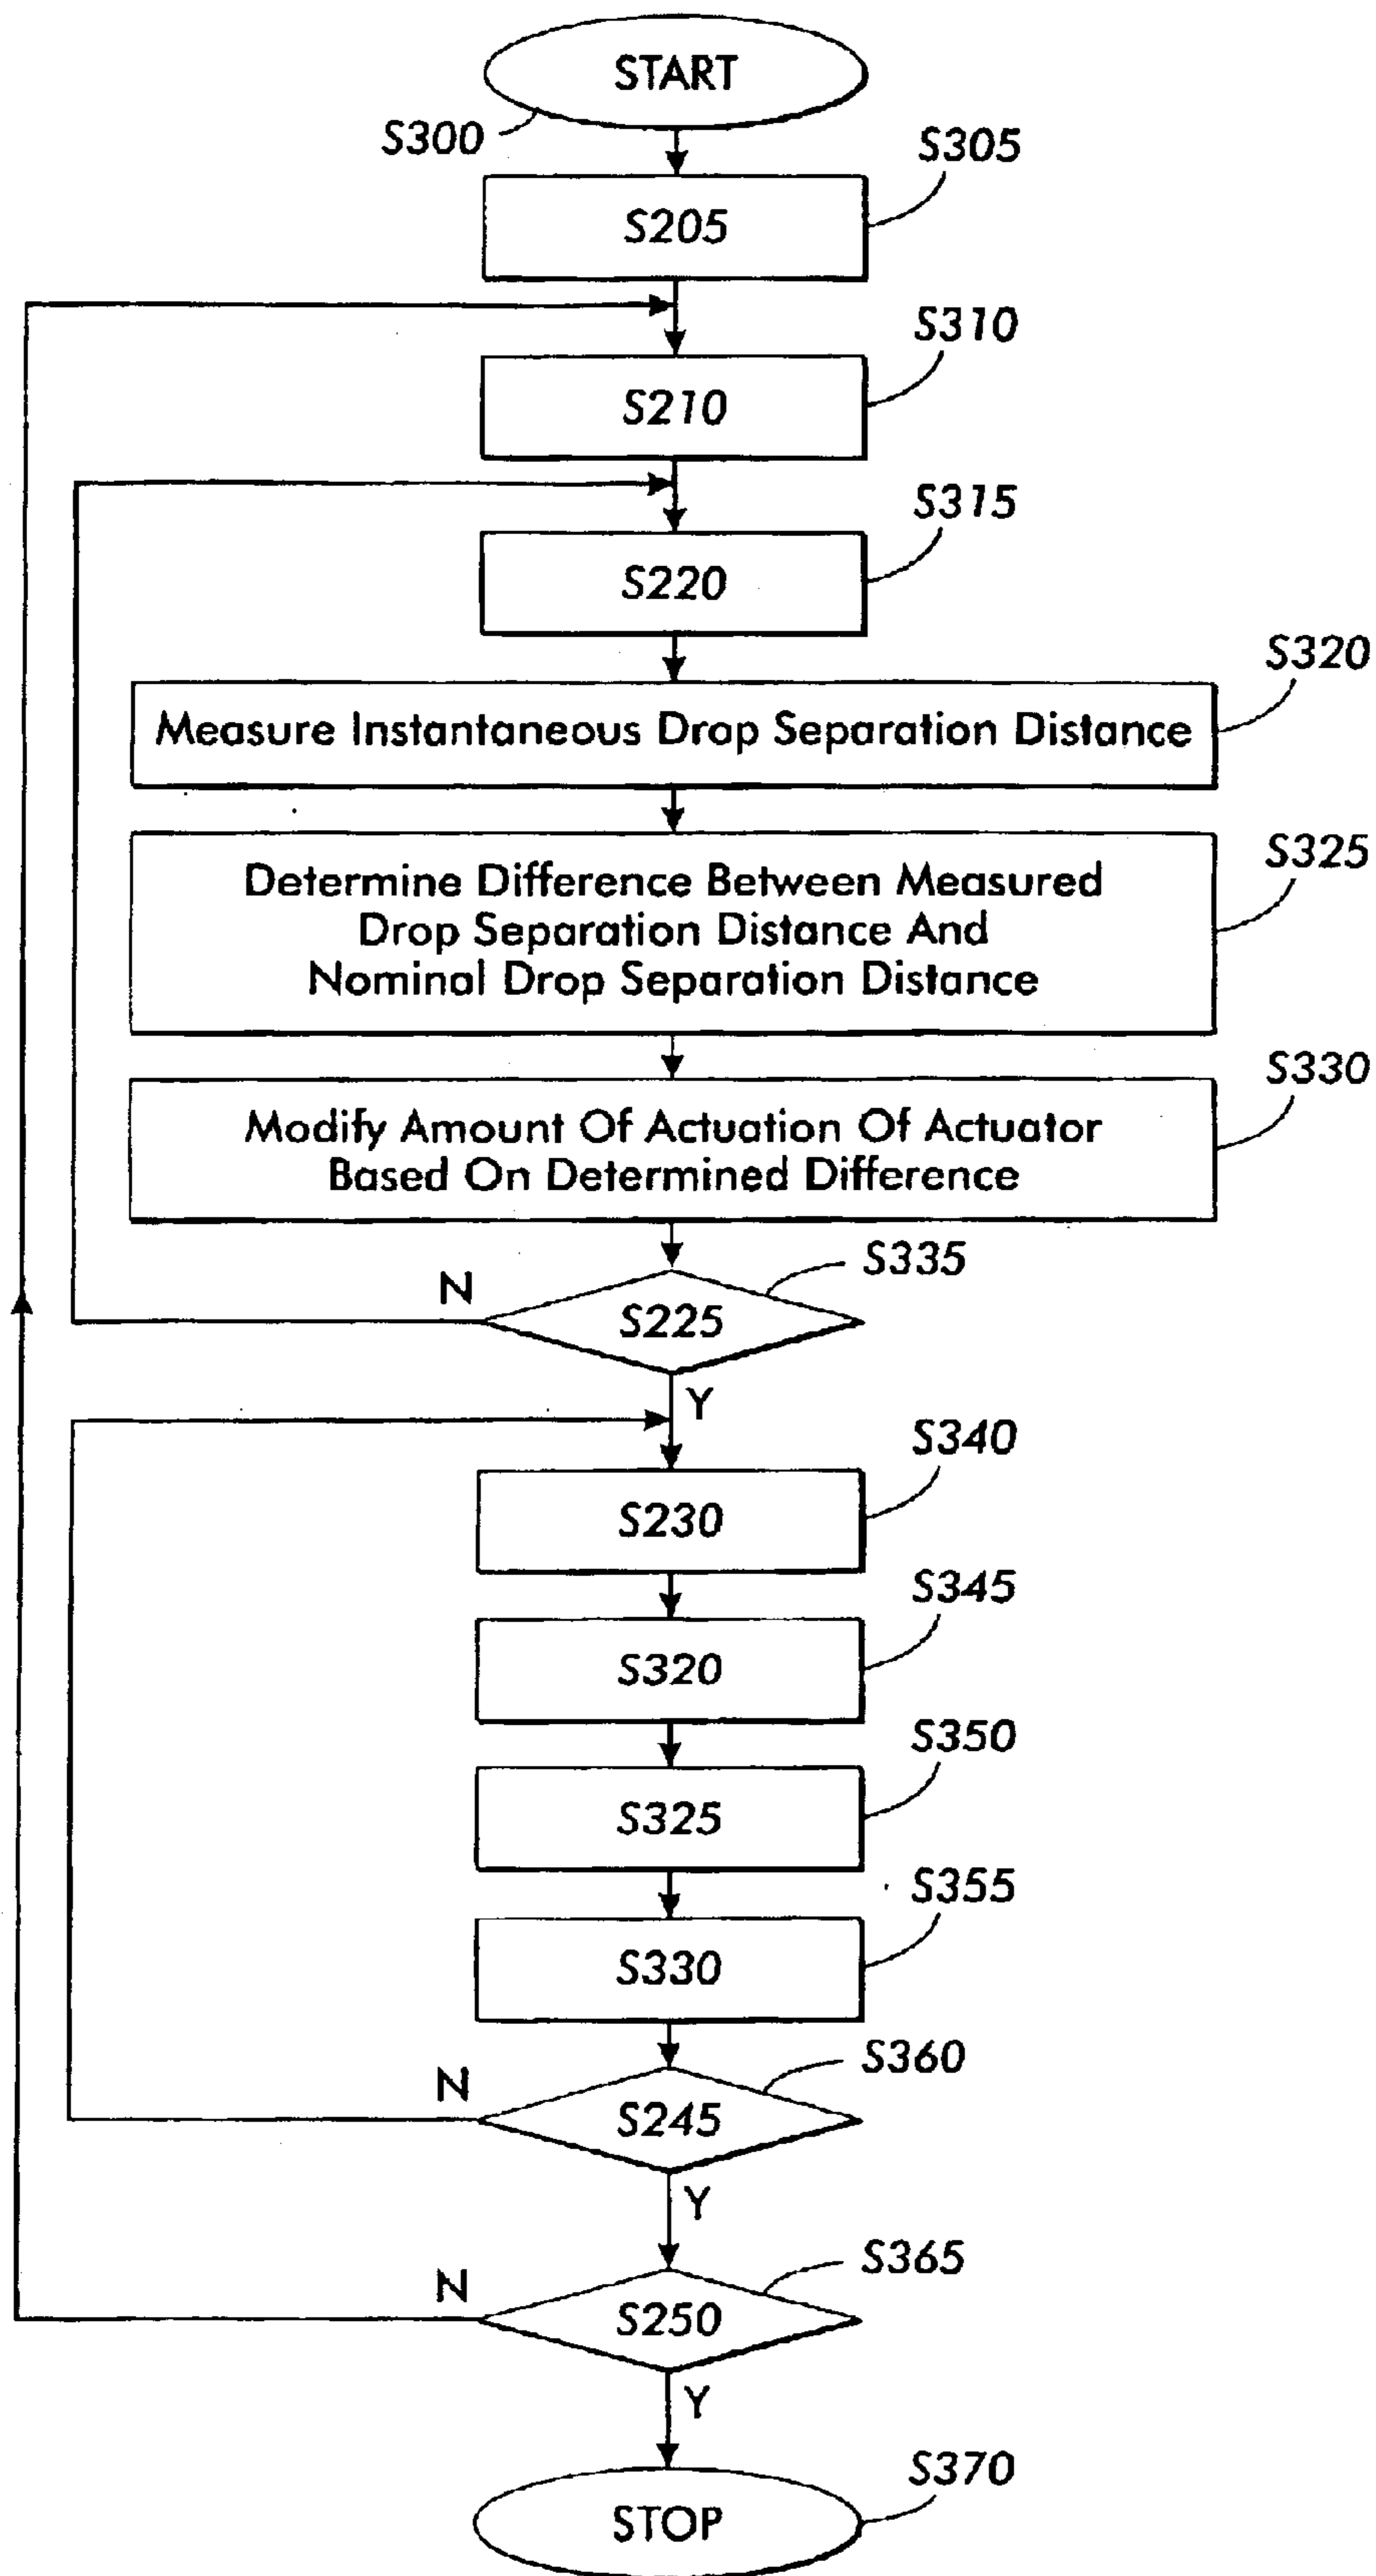 START
S300
S305
S205
S310
S210
S315
S220
S320
Measure Instantaneous Drop Separation Distance
S325
Determine Difference Between Measured
Drop Separation Distance And
Nominal Drop Separation Distance
S330
Modify Amount Of Actuation Of Actuator
Based On Determined Difference
S335
N
S225
Y
S340
S230
S345
S320
S350
S325
S355
S330
S360
N
S245
Y
S365
N
S250
Y
S370
STOP